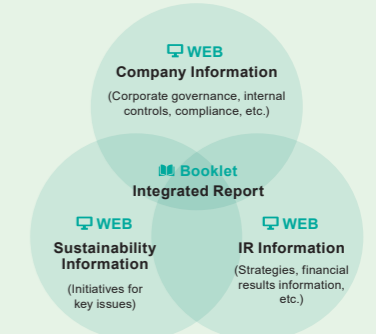 WEB
Company Information
(Corporate governance, internal
controls, compliance, etc.)
Booklet
Integrated Report
WEB
Sustainability
Information
(Initiatives for
key issues)
WEB
IR Information
(Strategies, financial
results information,
etc.)